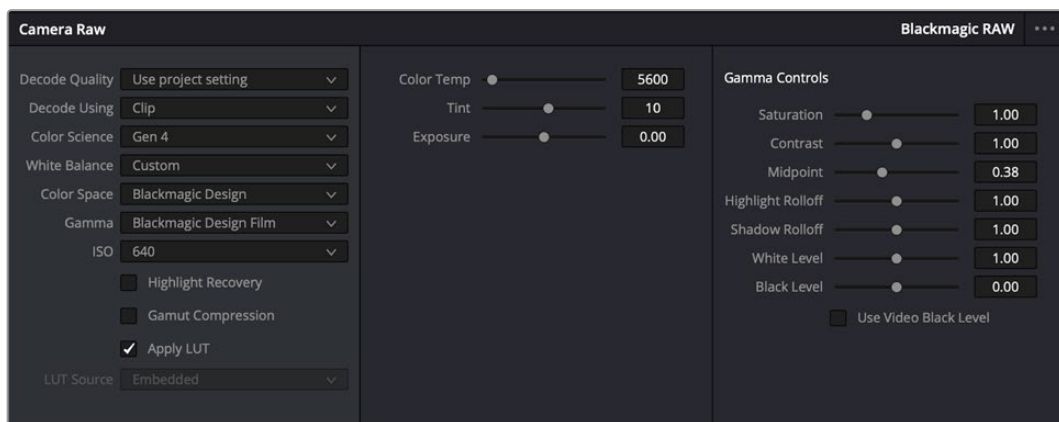 Camera Raw
Blackmagic RAW
Decode Quality Use project setting
Decode Using Clip
Color Science Gen 4
White Balance Custom
Color Space Blackmagic Design
Gamma Blackmagic Design Film
ISO 640
Highlight Recovery
Gamut Compression
Apply LUT
LUT Source Embedded
Color Temp 5600
Tint 10
Exposure 0.00
Gamma Controls
Saturation 1.00
Contrast 1.00
Midpoint 0.38
Highlight Rolloff 1.00
Shadow Rolloff 1.00
White Level 1.00
Black Level 0.00
Use Video Black Level